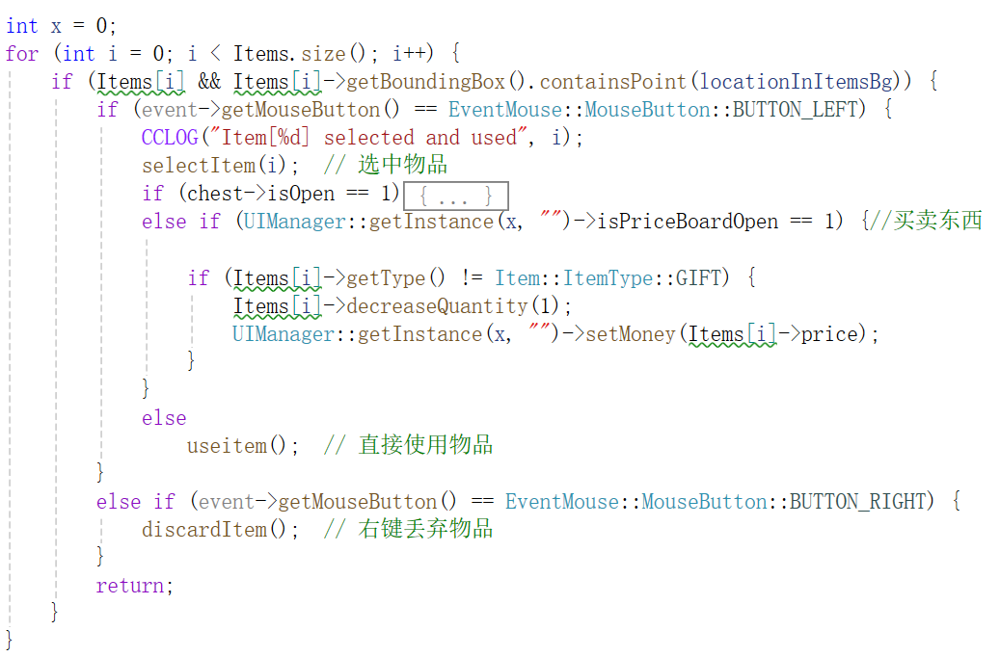 int x = 0;
for (int i = 0; i < Items.size(); i++) {
    if (Items[i] && Items[i]->getBoundingBox().containsPoint(locationInItemsBg)) {
        if (event->getMouseButton() == EventMouse::MouseButton::BUTTON_LEFT) {
            CCLOG("Item[%d] selected and used", i);
            selectItem(i);  // 选中物品
            if (chest->isOpen == 1){ ... }
            else if (UIManager::getInstance(x, "")->isPriceBoardOpen == 1) {//买卖东西
                if (Items[i]->getType() != Item::ItemType::GIFT) {
                    Items[i]->decreaseQuantity(1);
                    UIManager::getInstance(x, "")->setMoney(Items[i]->price);
                }
            }
            else
                useitem();  // 直接使用物品
        }
        else if (event->getMouseButton() == EventMouse::MouseButton::BUTTON_RIGHT) {
            discardItem();  // 右键丢弃物品
        }
        return;
    }
}